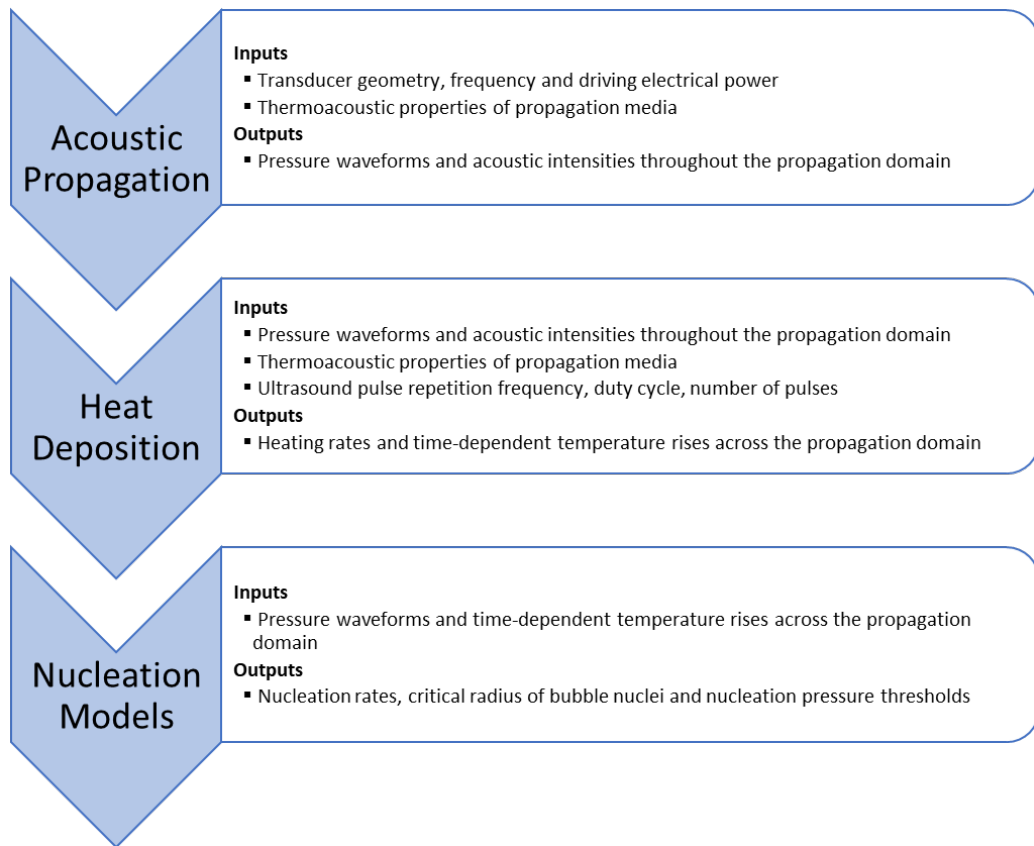 Acoustic
Propagation
Inputs
▪ Transducer geometry, frequency and driving electrical power
▪ Thermoacoustic properties of propagation media
Outputs
▪ Pressure waveforms and acoustic intensities throughout the propagation domain
Heat
Deposition
Inputs
▪ Pressure waveforms and acoustic intensities throughout the propagation domain
▪ Thermoacoustic properties of propagation media
▪ Ultrasound pulse repetition frequency, duty cycle, number of pulses
Outputs
▪ Heating rates and time-dependent temperature rises across the propagation domain
Nucleation
Models
Inputs
▪ Pressure waveforms and time-dependent temperature rises across the propagation
domain
Outputs
▪ Nucleation rates, critical radius of bubble nuclei and nucleation pressure thresholds